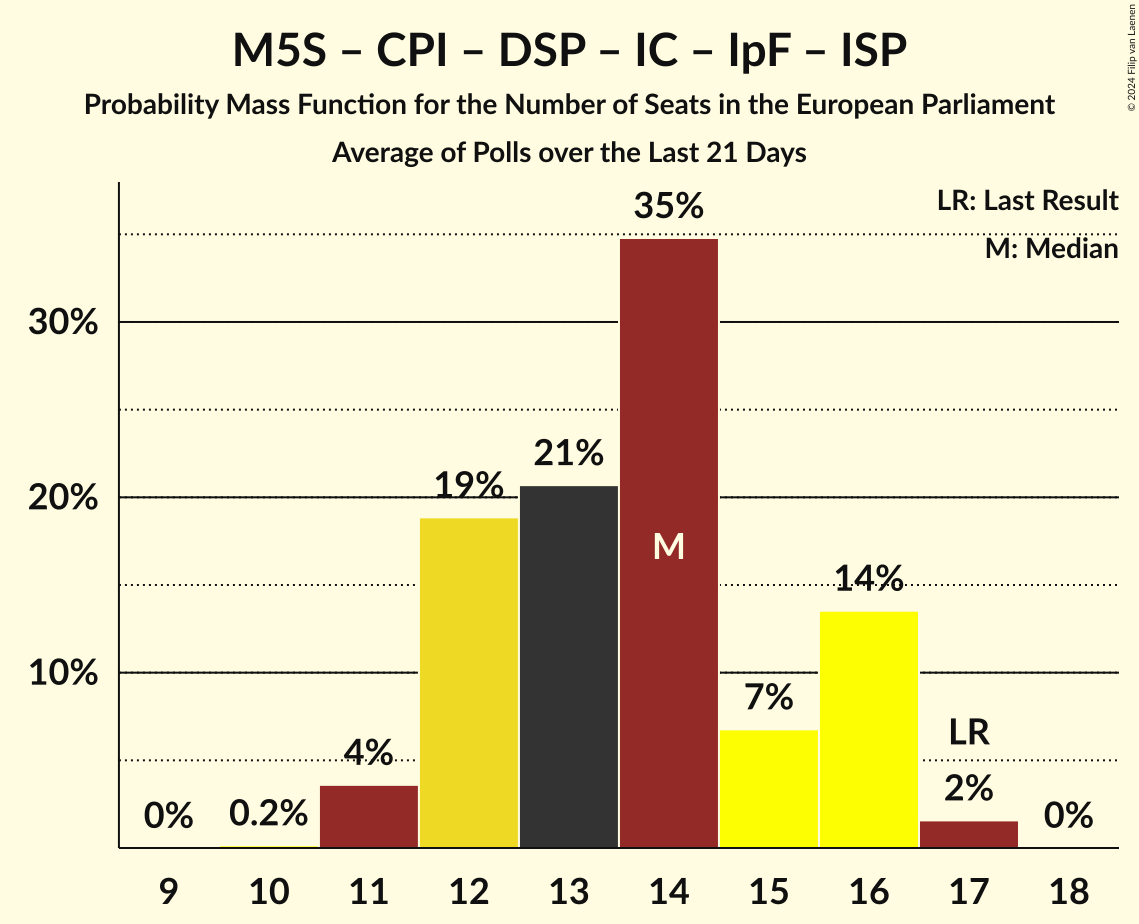 M5S – CPI – DSP – IC – IpF – ISP
Probability Mass Function for the Number of Seats in the European Parliament
Average of Polls over the Last 21 Days
© 2024 Filip van Laenen
LR: Last Result
M: Median
35%
30%
21%
20%
19%
M
14%
10%
7%
LR
4%
2%
0%
0.2%
0%
9 10 11 12 13 14 15 16 17 18